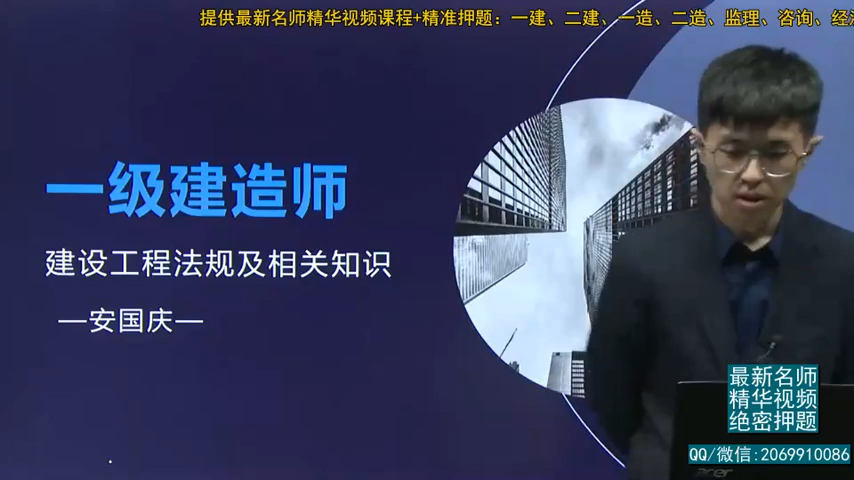 提供最新名师精华视频课程+精准押题：一建、二建、一造、二造、监理、咨询、经济
一级建造师
建设工程法规及相关知识
—安国庆—
最新名师
精华视频
绝密押题
QQ/微信:2069910086
acer